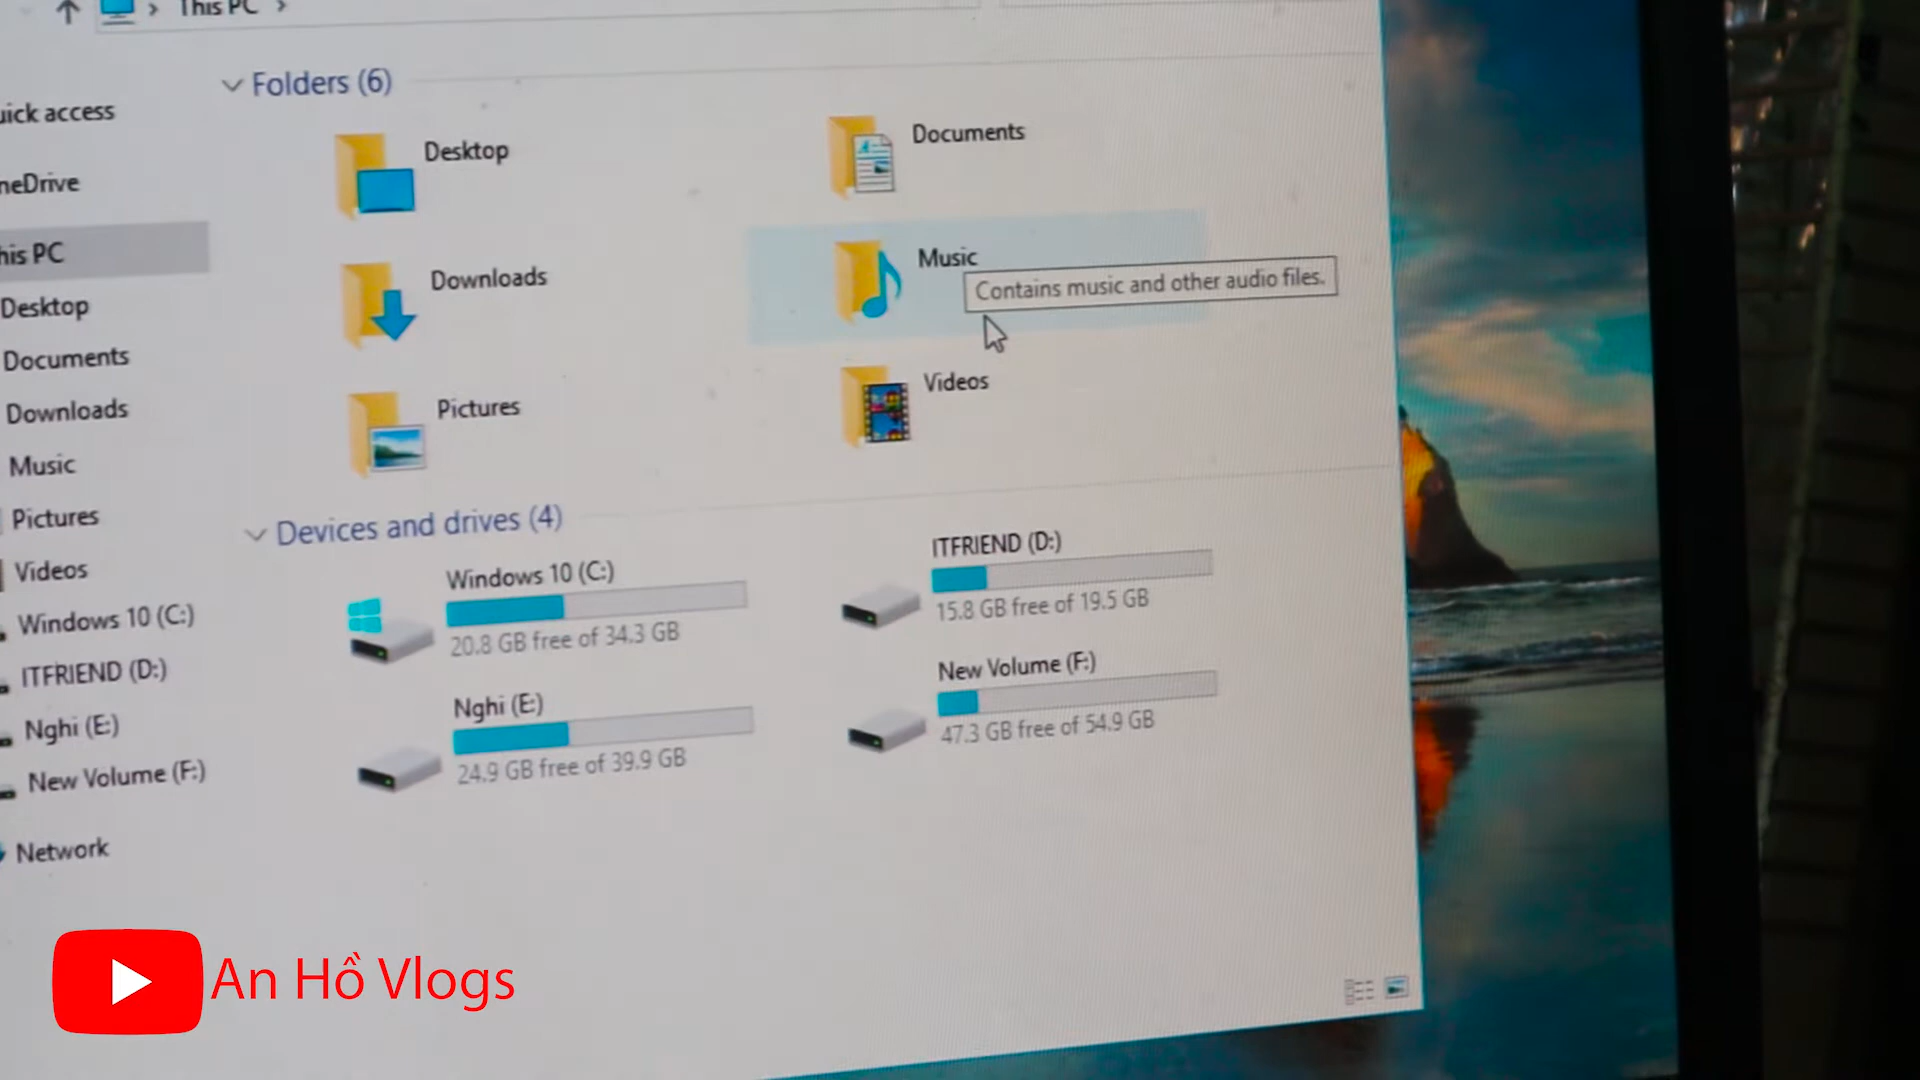 This PC
Folders (6)
Desktop
Documents
Downloads
Music
Contains music and other audio files.
Pictures
Videos
Devices and drives (4)
Windows 10 (C:)
20.8 GB free of 34.3 GB
ITFRIEND (D:)
15.8 GB free of 19.5 GB
Nghi (E:)
24.9 GB free of 39.9 GB
New Volume (F:)
47.3 GB free of 54.9 GB
uick access
neDrive
his PC
Desktop
Documents
Downloads
Music
Pictures
Videos
Windows 10 (C:)
ITFRIEND (D:)
Nghi (E:)
New Volume (F:)
Network
An Hồ Vlogs